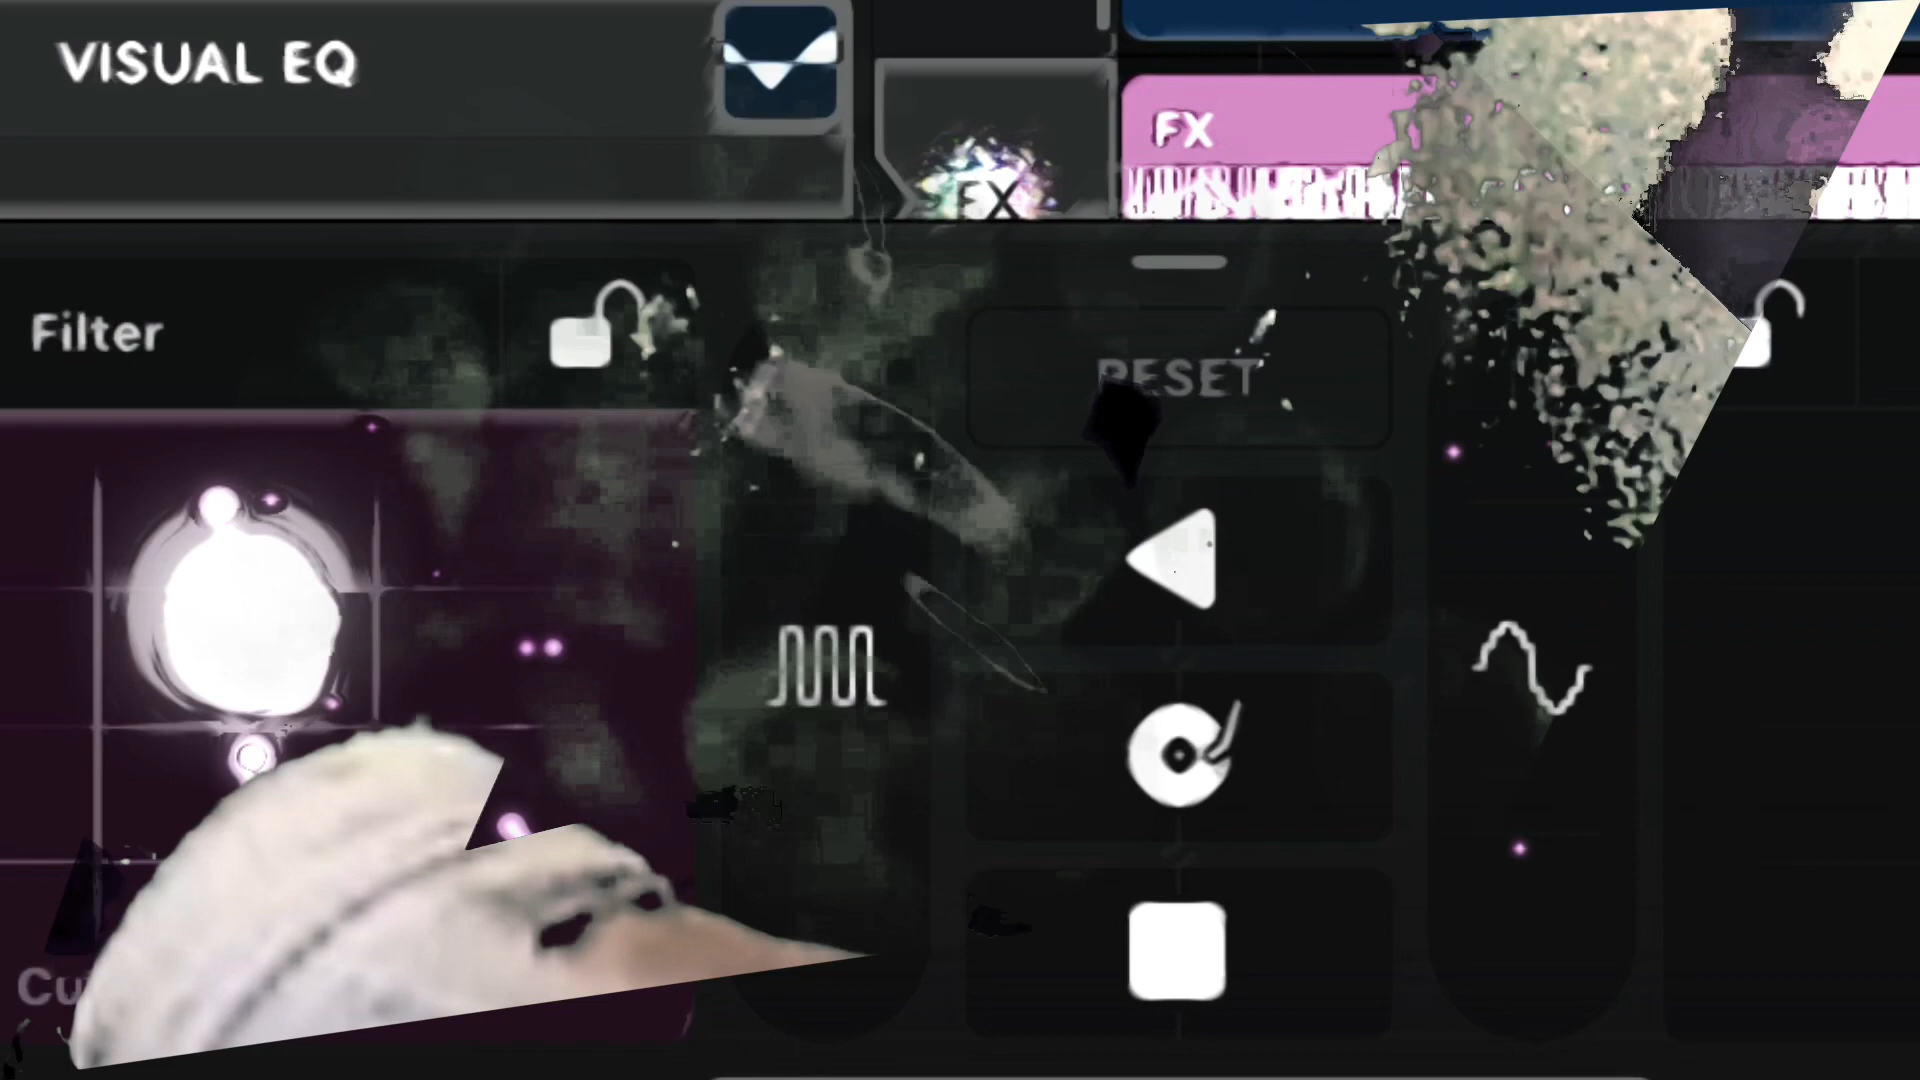 VISUAL EQ
FX
FX
Filter
RESET